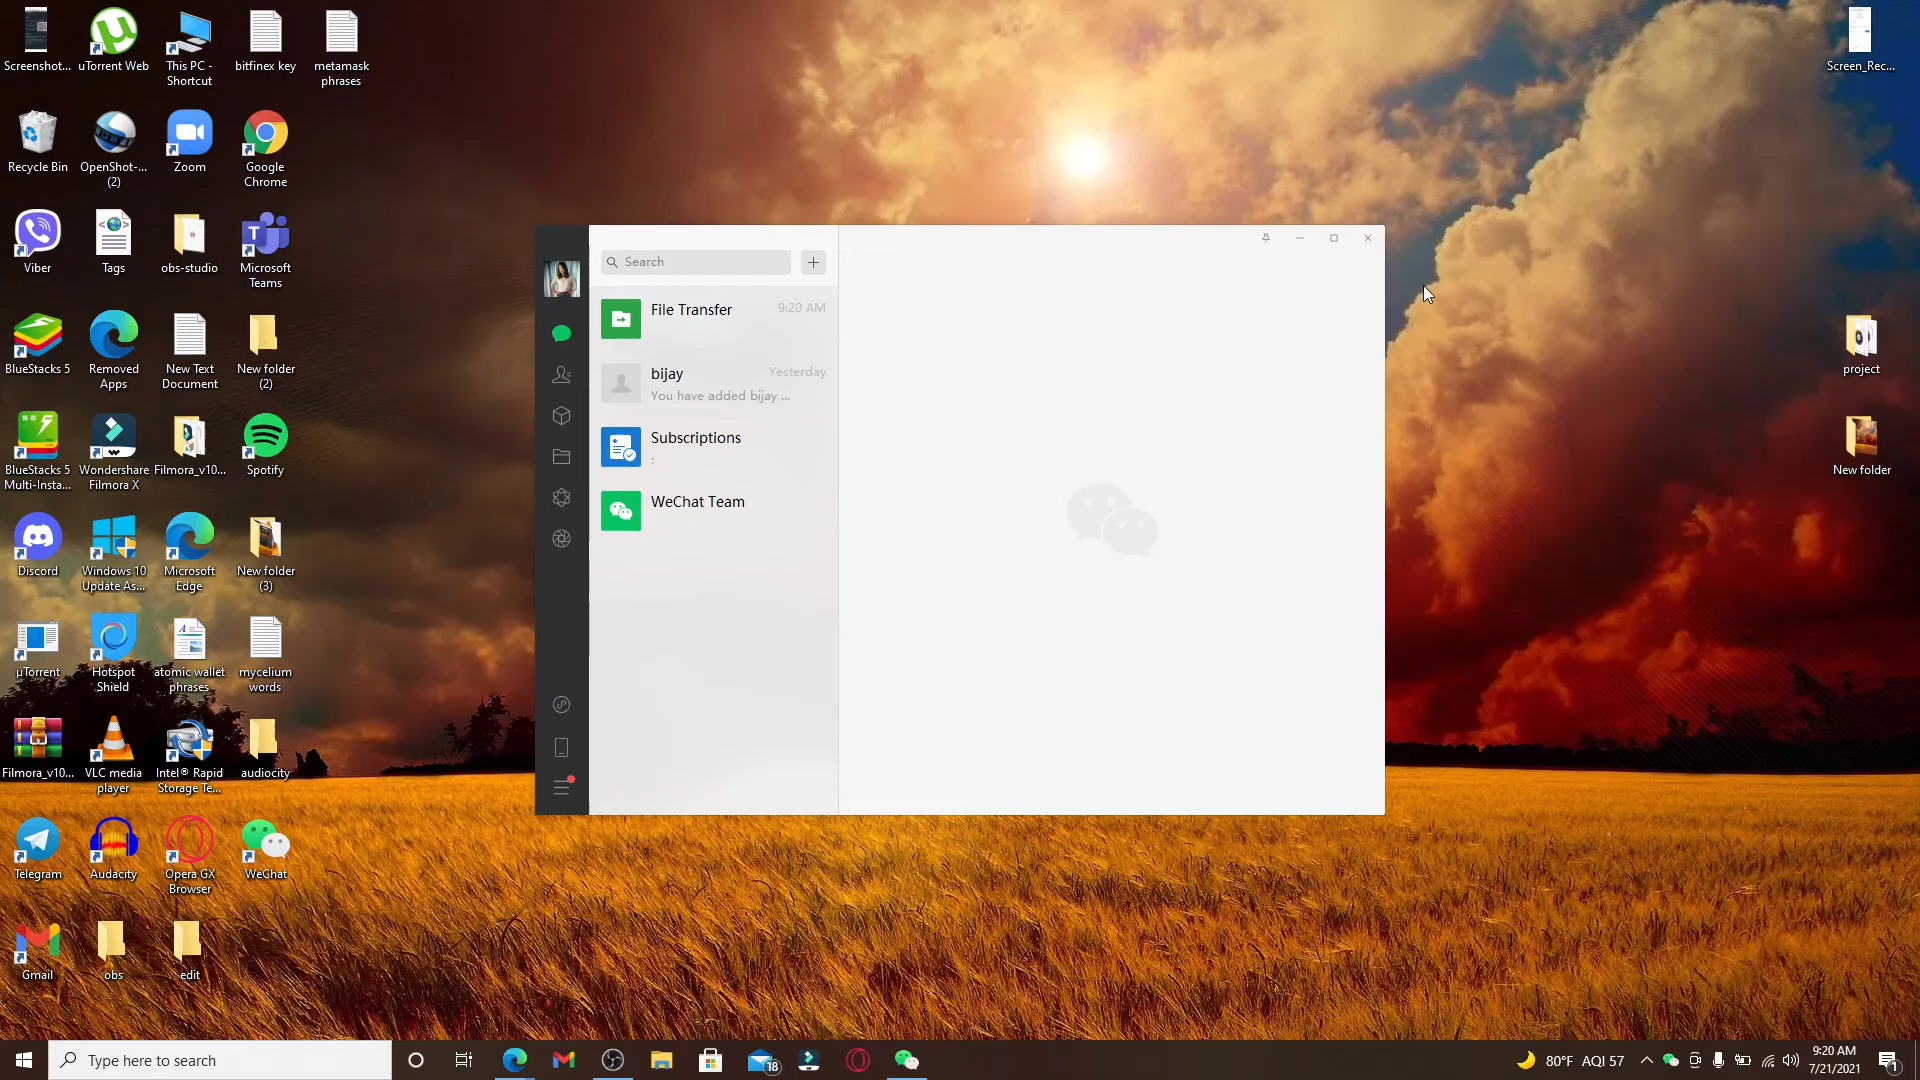 Screenshot...
uTorrent Web
This PC -
Shortcut
bitfinex key
metamask
phrases
Screen_Rec...
Recycle Bin
OpenShot-...
(2)
Zoom
Google
Chrome
Viber
Tags
obs-studio
Microsoft
Teams
BlueStacks 5
Removed
Apps
New Text
Document
New folder
(2)
project
BlueStacks 5
Multi-Insta...
Wondershare
Filmora X
Filmora_v10...
Spotify
New folder
Discord
Windows 10
Update As...
Microsoft
Edge
New folder
(3)
µTorrent
Hotspot
Shield
atomic wallet
phrases
mycelium
words
Filmora_v10...
VLC media
player
Intel® Rapid
Storage Te...
audiocity
Telegram
Audacity
Opera GX
Browser
WeChat
Gmail
obs
edit
Search
File Transfer
9:20 AM
bijay
Yesterday
You have added bijay ...
Subscriptions
:
WeChat Team
Type here to search
18
80°F AQI 57
9:20 AM
7/21/2021
1